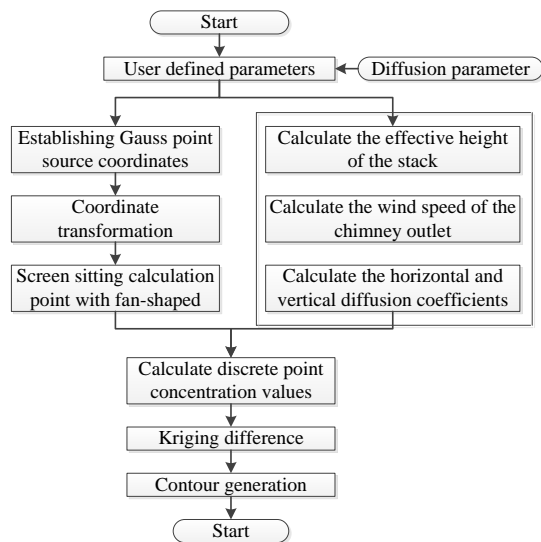 Start
User defined parameters
Diffusion parameter
Establishing Gauss point
source coordinates
Coordinate
transformation
Screen sitting calculation
point with fan-shaped
Calculate the effective height
of the stack
Calculate the wind speed of the
chimney outlet
Calculate the horizontal and
vertical diffusion coefficients
Calculate discrete point
concentration values
Kriging difference
Contour generation
Start